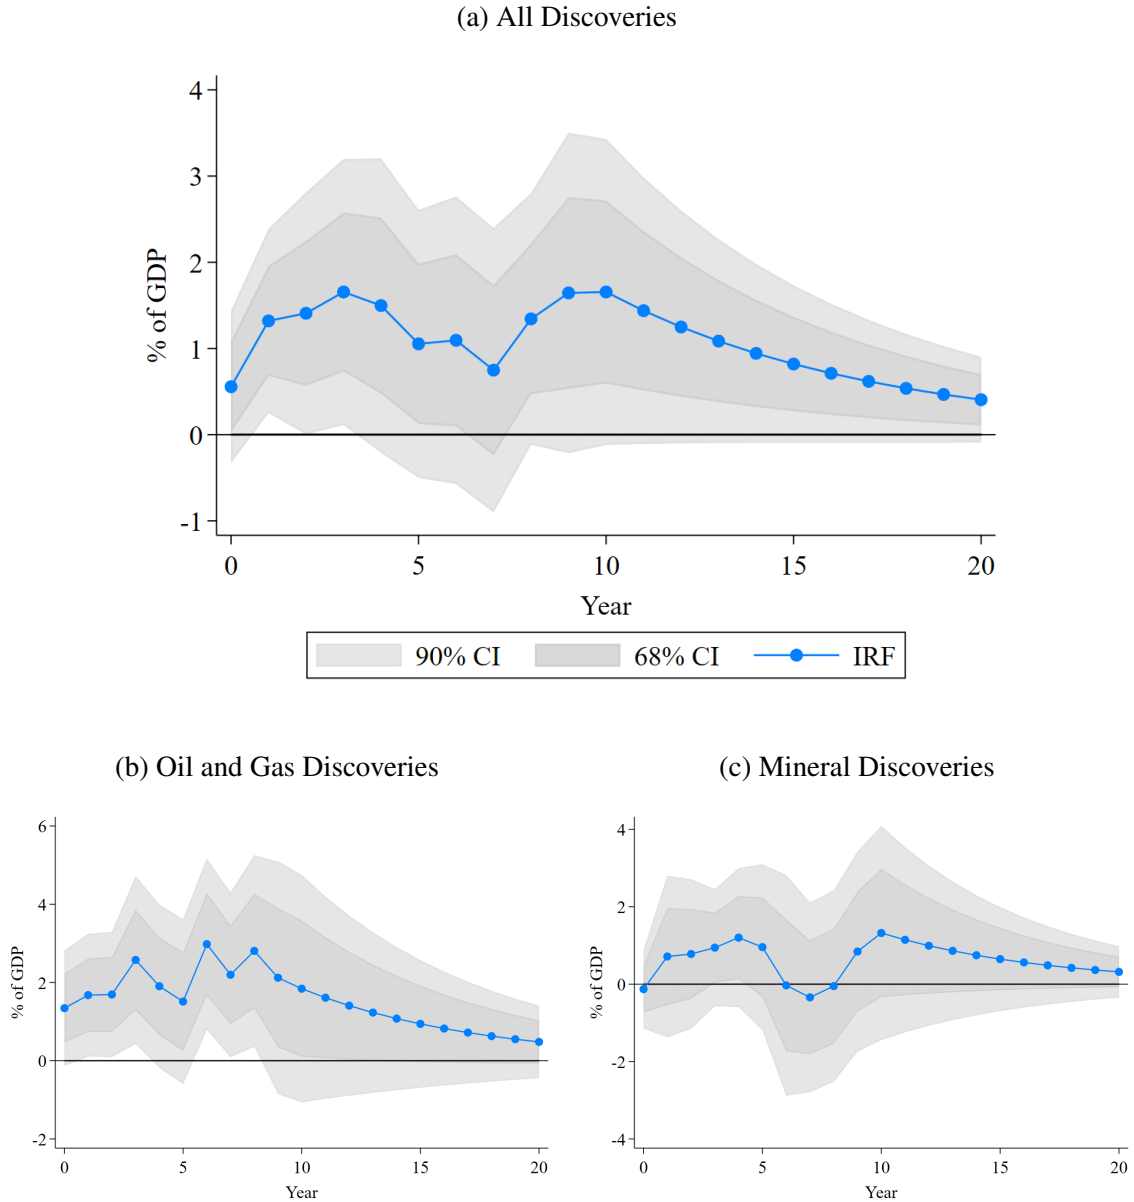 (a) All Discoveries
4
3
2
1
0
-1
% of GDP
0 5 10 15 20
Year
90% CI 68% CI IRF
(b) Oil and Gas Discoveries
6
4
2
0
-2
% of GDP
0 5 10 15 20
Year
(c) Mineral Discoveries
4
2
0
-2
-4
% of GDP
0 5 10 15 20
Year